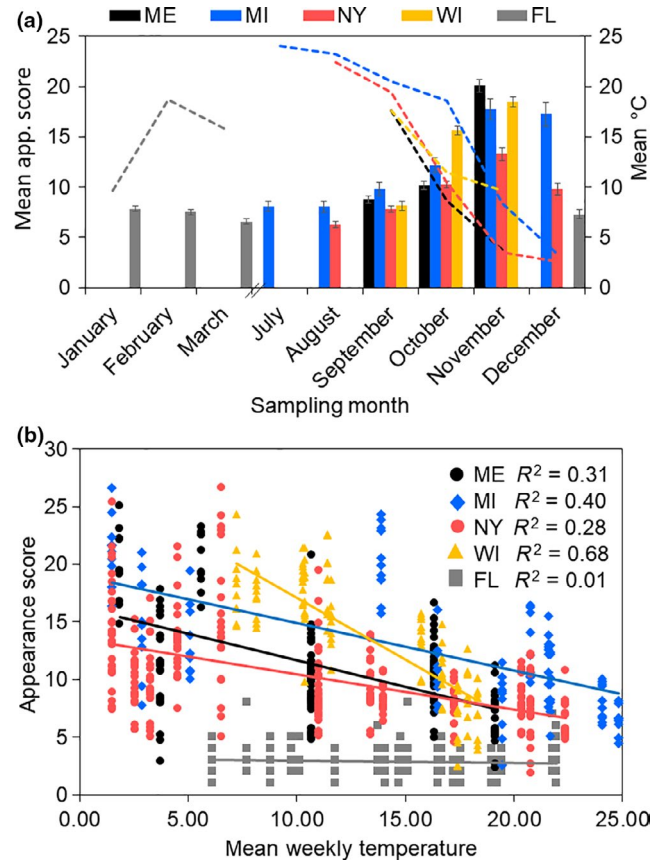 (a) ME MI NY WI FL
Mean app. score
25 20 15 10 5 0
Mean °C
25 20 15 10 5 0
January February March July August September October November December
Sampling month
(b)
Appearance score
30 25 20 15 10 5 0
ME R² = 0.31
MI R² = 0.40
NY R² = 0.28
WI R² = 0.68
FL R² = 0.01
0.00 5.00 10.00 15.00 20.00 25.00
Mean weekly temperature